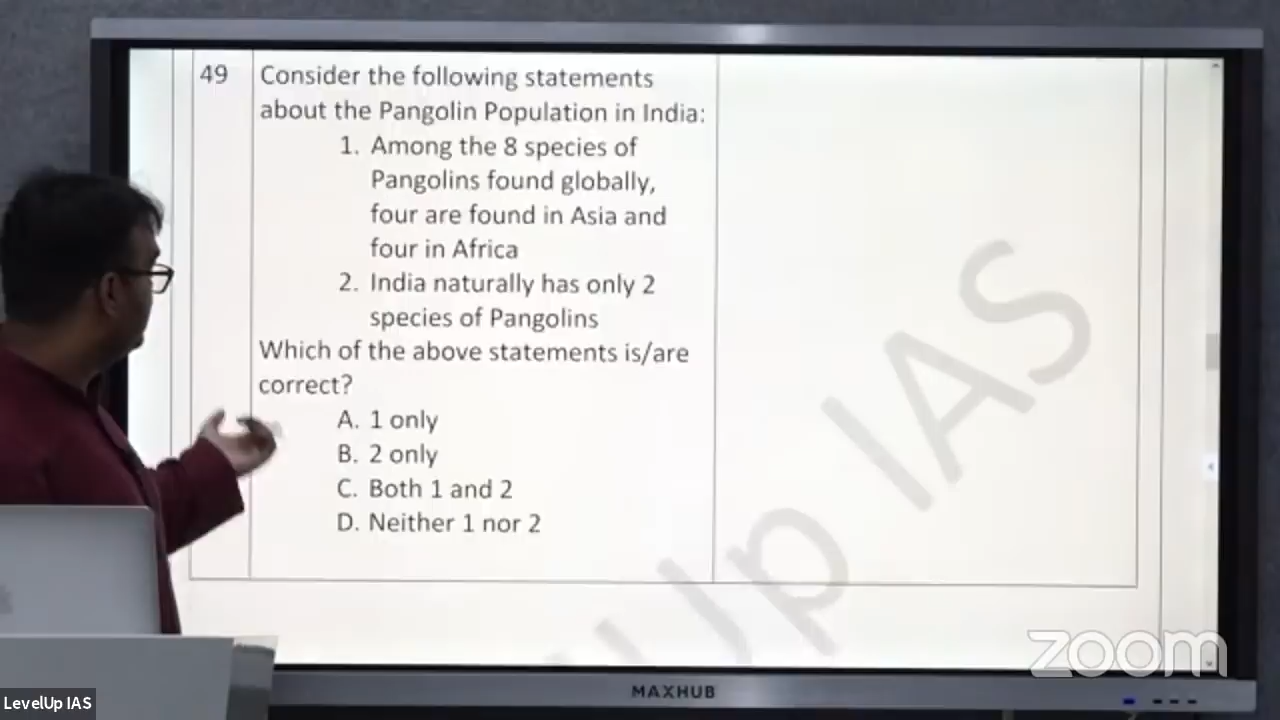 49 Consider the following statements
about the Pangolin Population in India:
1. Among the 8 species of
Pangolins found globally,
four are found in Asia and
four in Africa
2. India naturally has only 2
species of Pangolins
Which of the above statements is/are
correct?
A. 1 only
B. 2 only
C. Both 1 and 2
D. Neither 1 nor 2
Up IAS
zoom
MAXHUB
LevelUp IAS